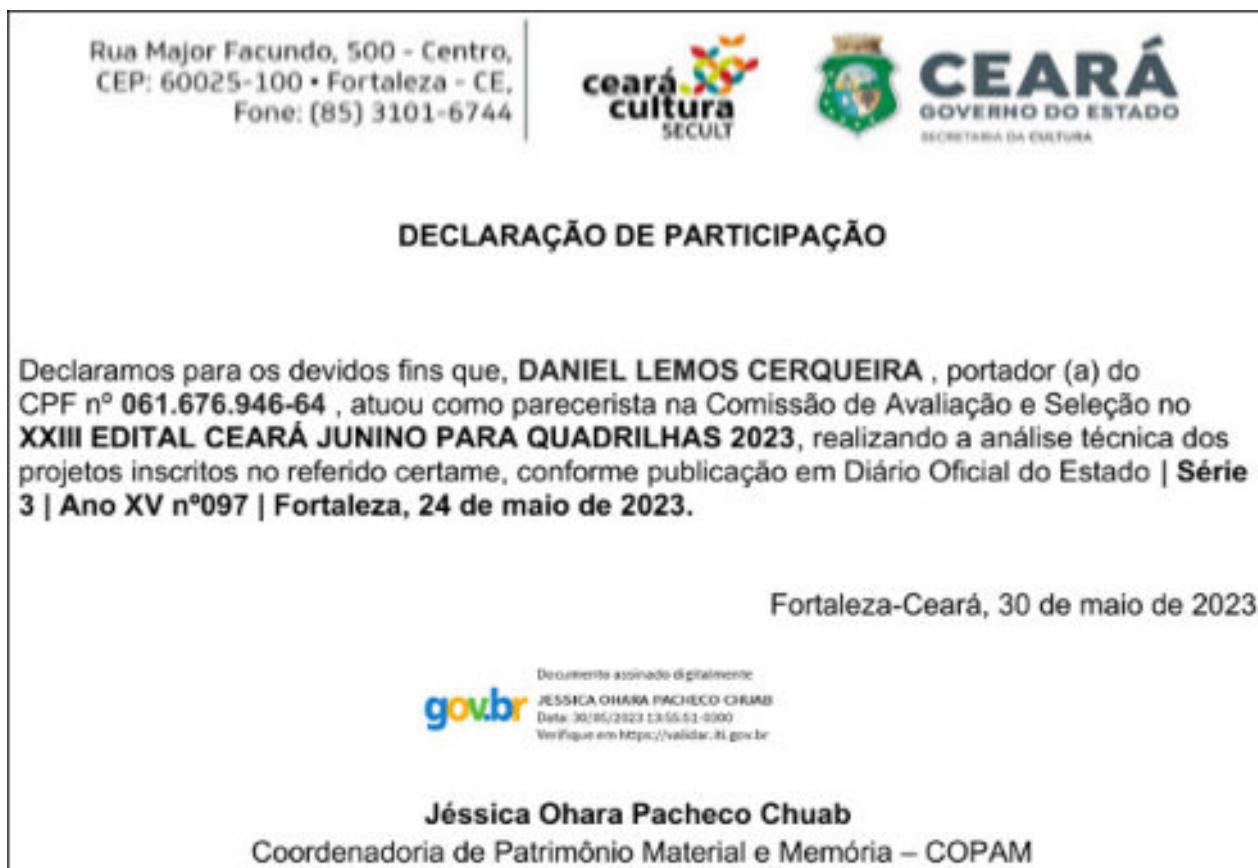 Rua Major Facundo, 500 - Centro,
CEP: 60025-100 • Fortaleza - CE,
Fone: (85) 3101-6744
ceará
cultura
SECULT
CEARÁ
GOVERNO DO ESTADO
SECRETARIA DA CULTURA
DECLARAÇÃO DE PARTICIPAÇÃO
Declaramos para os devidos fins que, DANIEL LEMOS CERQUEIRA , portador (a) do
CPF nº 061.676.946-64 , atuou como parecerista na Comissão de Avaliação e Seleção no
XXIII EDITAL CEARÁ JUNINO PARA QUADRILHAS 2023, realizando a análise técnica dos
projetos inscritos no referido certame, conforme publicação em Diário Oficial do Estado | Série
3 | Ano XV nº097 | Fortaleza, 24 de maio de 2023.
Fortaleza-Ceará, 30 de maio de 2023
gov.br
Documento assinado digitalmente
JESSICA OHARA PACHECO CHUAB
Data: 30/05/2023 13:55:51-0300
Verifique em https://validar.iti.gov.br
Jéssica Ohara Pacheco Chuab
Coordenadoria de Patrimônio Material e Memória – COPAM